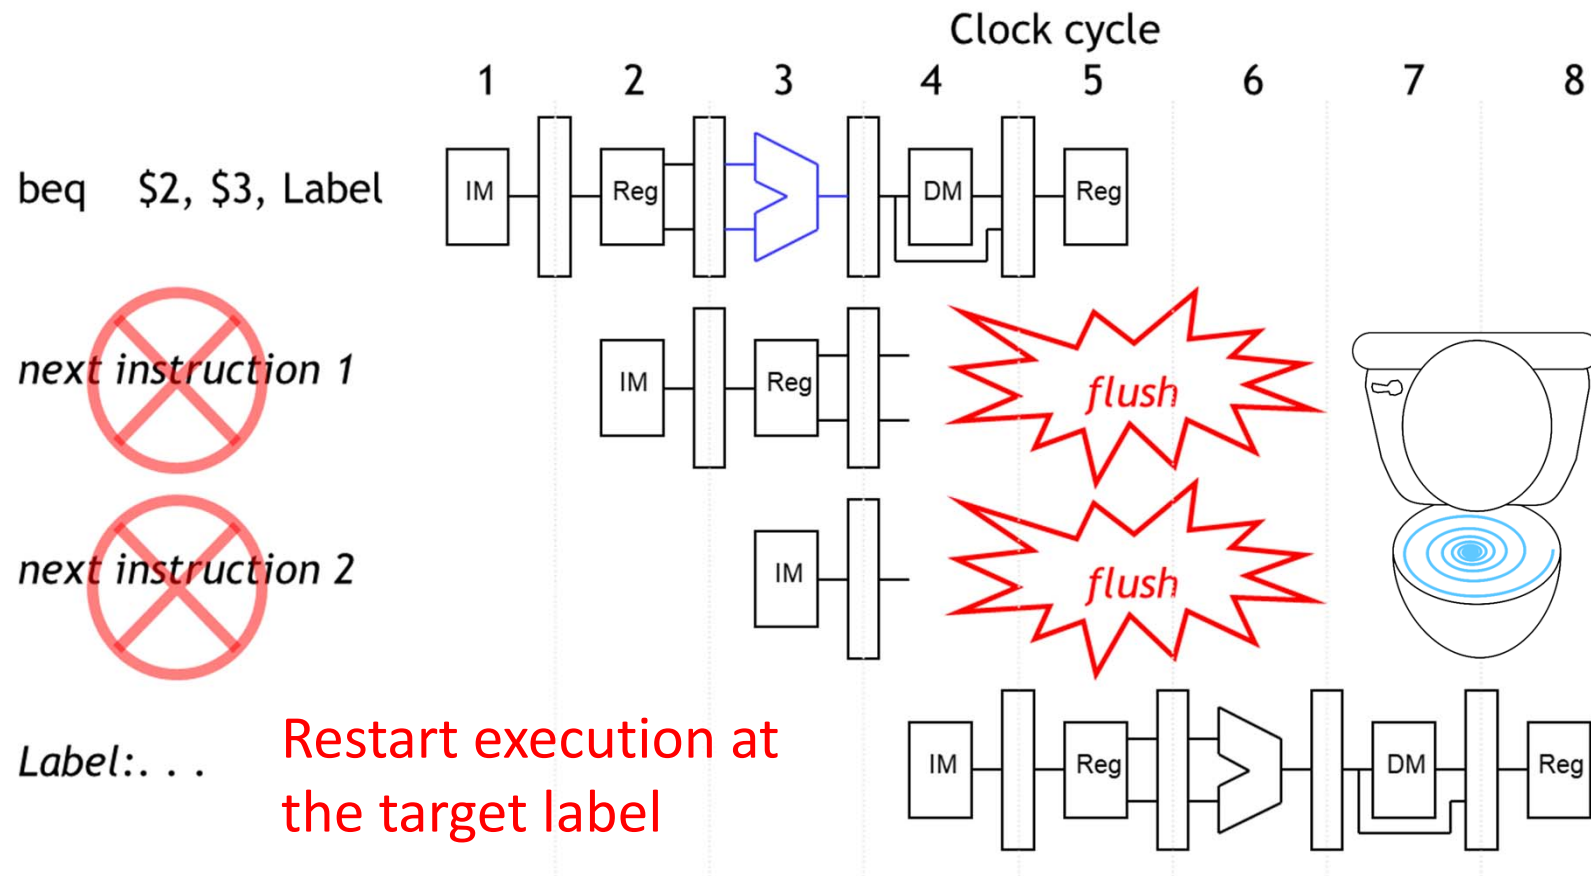 Clock cycle
1 2 3 4 5 6 7 8
beq $2, $3, Label
IM Reg DM Reg
next instruction 1
IM Reg flush
next instruction 2
IM flush
Label:. . .
Restart execution at
the target label
IM Reg DM Reg